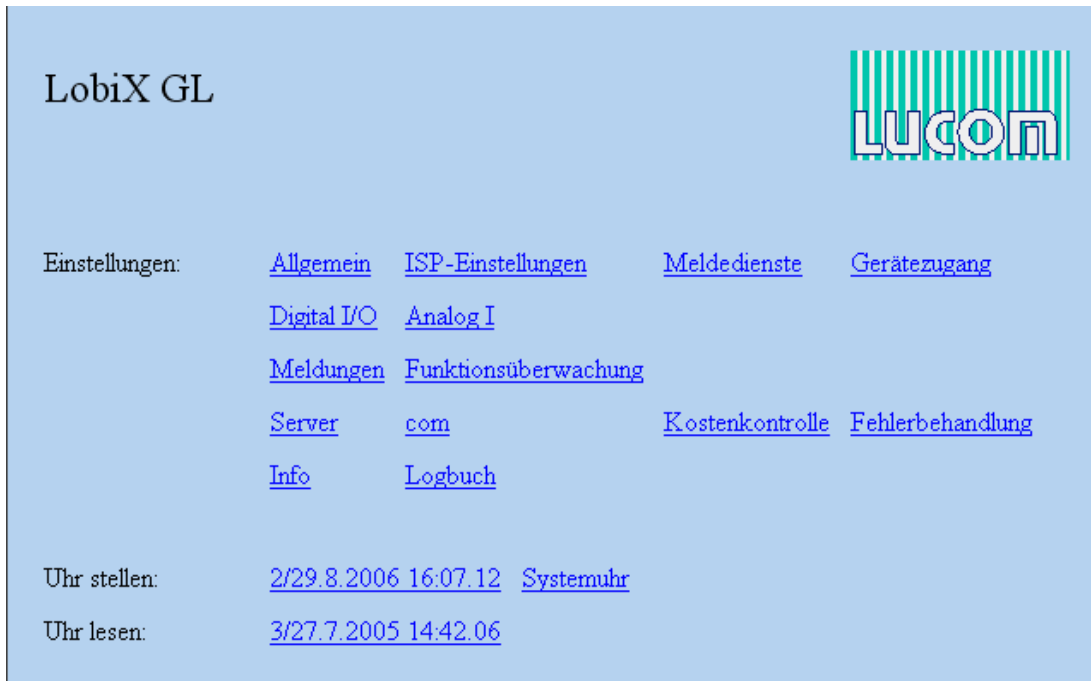 LobiX GL
LUCOM
Einstellungen: Allgemein ISP-Einstellungen Meldedienste Gerätezugang
Digital I/O Analog I
Meldungen Funktionsüberwachung
Server com Kostenkontrolle Fehlerbehandlung
Info Logbuch
Uhr stellen: 2/29.8.2006 16:07.12 Systemuhr
Uhr lesen: 3/27.7.2005 14:42.06